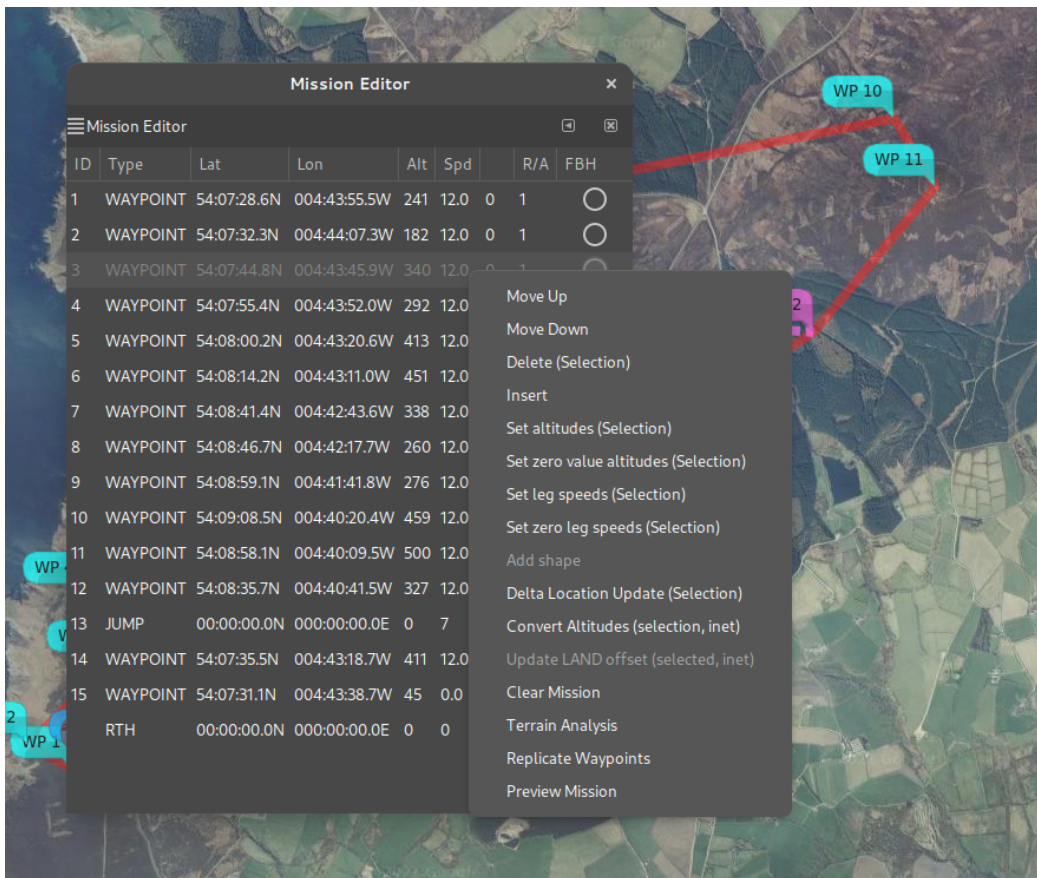 Mission Editor
Mission Editor
ID Type Lat Lon Alt Spd R/A FBH
1 WAYPOINT 54:07:28.6N 004:43:55.5W 241 12.0 0 1
2 WAYPOINT 54:07:32.3N 004:44:07.3W 182 12.0 0 1
3 WAYPOINT 54:07:44.8N 004:43:45.9W 340 12.0 0 1
4 WAYPOINT 54:07:55.4N 004:43:52.0W 292 12.0
5 WAYPOINT 54:08:00.2N 004:43:20.6W 413 12.0
6 WAYPOINT 54:08:14.2N 004:43:11.0W 451 12.0
7 WAYPOINT 54:08:41.4N 004:42:43.6W 338 12.0
8 WAYPOINT 54:08:46.7N 004:42:17.7W 260 12.0
9 WAYPOINT 54:08:59.1N 004:41:41.8W 276 12.0
10 WAYPOINT 54:09:08.5N 004:40:20.4W 459 12.0
11 WAYPOINT 54:08:58.1N 004:40:09.5W 500 12.0
12 WAYPOINT 54:08:35.7N 004:40:41.5W 327 12.0
13 JUMP 00:00:00.0N 000:00:00.0E 0 7
14 WAYPOINT 54:07:35.5N 004:43:18.7W 411 12.0
15 WAYPOINT 54:07:31.1N 004:43:38.7W 45 0.0
RTH 00:00:00.0N 000:00:00.0E 0 0
Move Up
Move Down
Delete (Selection)
Insert
Set altitudes (Selection)
Set zero value altitudes (Selection)
Set leg speeds (Selection)
Set zero leg speeds (Selection)
Add shape
Delta Location Update (Selection)
Convert Altitudes (selection, inet)
Update LAND offset (selected, inet)
Clear Mission
Terrain Analysis
Replicate Waypoints
Preview Mission
WP 10
WP 11
2
WP
2
WP 1